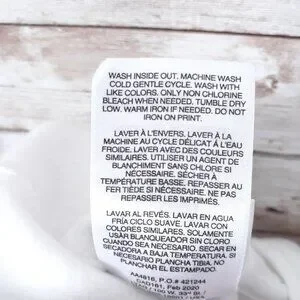 WASH INSIDE OUT. MACHINE WASH
COLD GENTLE CYCLE. WASH WITH
LIKE COLORS. ONLY NON CHLORINE
BLEACH WHEN NEEDED. TUMBLE DRY
LOW. WARM IRON IF NEEDED. DO NOT
IRON ON PRINT.
LAVER À L'ENVERS. LAVER À LA
MACHINE AU CYCLE DÉLICAT À L'EAU
FROIDE. LAVER AVEC DES COULEURS
SIMILAIRES. UTILISER UN AGENT DE
BLANCHIMENT SANS CHLORE SI
NÉCESSAIRE. SÉCHER À
TEMPÉRATURE BASSE. REPASSER AU
FER TIÈDE SI NÉCESSAIRE. NE PAS
REPASSER LES IMPRIMÉS.
LAVAR AL REVÉS. LAVAR EN AGUA
FRÍA CICLO SUAVE. LAVAR CON
COLORES SIMILARES. SOLAMENTE
USAR BLANQUEADOR SIN CLORO
CUANDO SEA NECESARIO. SECAR EN
SECADORA A BAJA TEMPERATURA. SI
NECESARIO PLANCHA TIBIA. NO
PLANCHAR EL ESTAMPADO.
AA4816, P.O.# 421244
Feb 2020